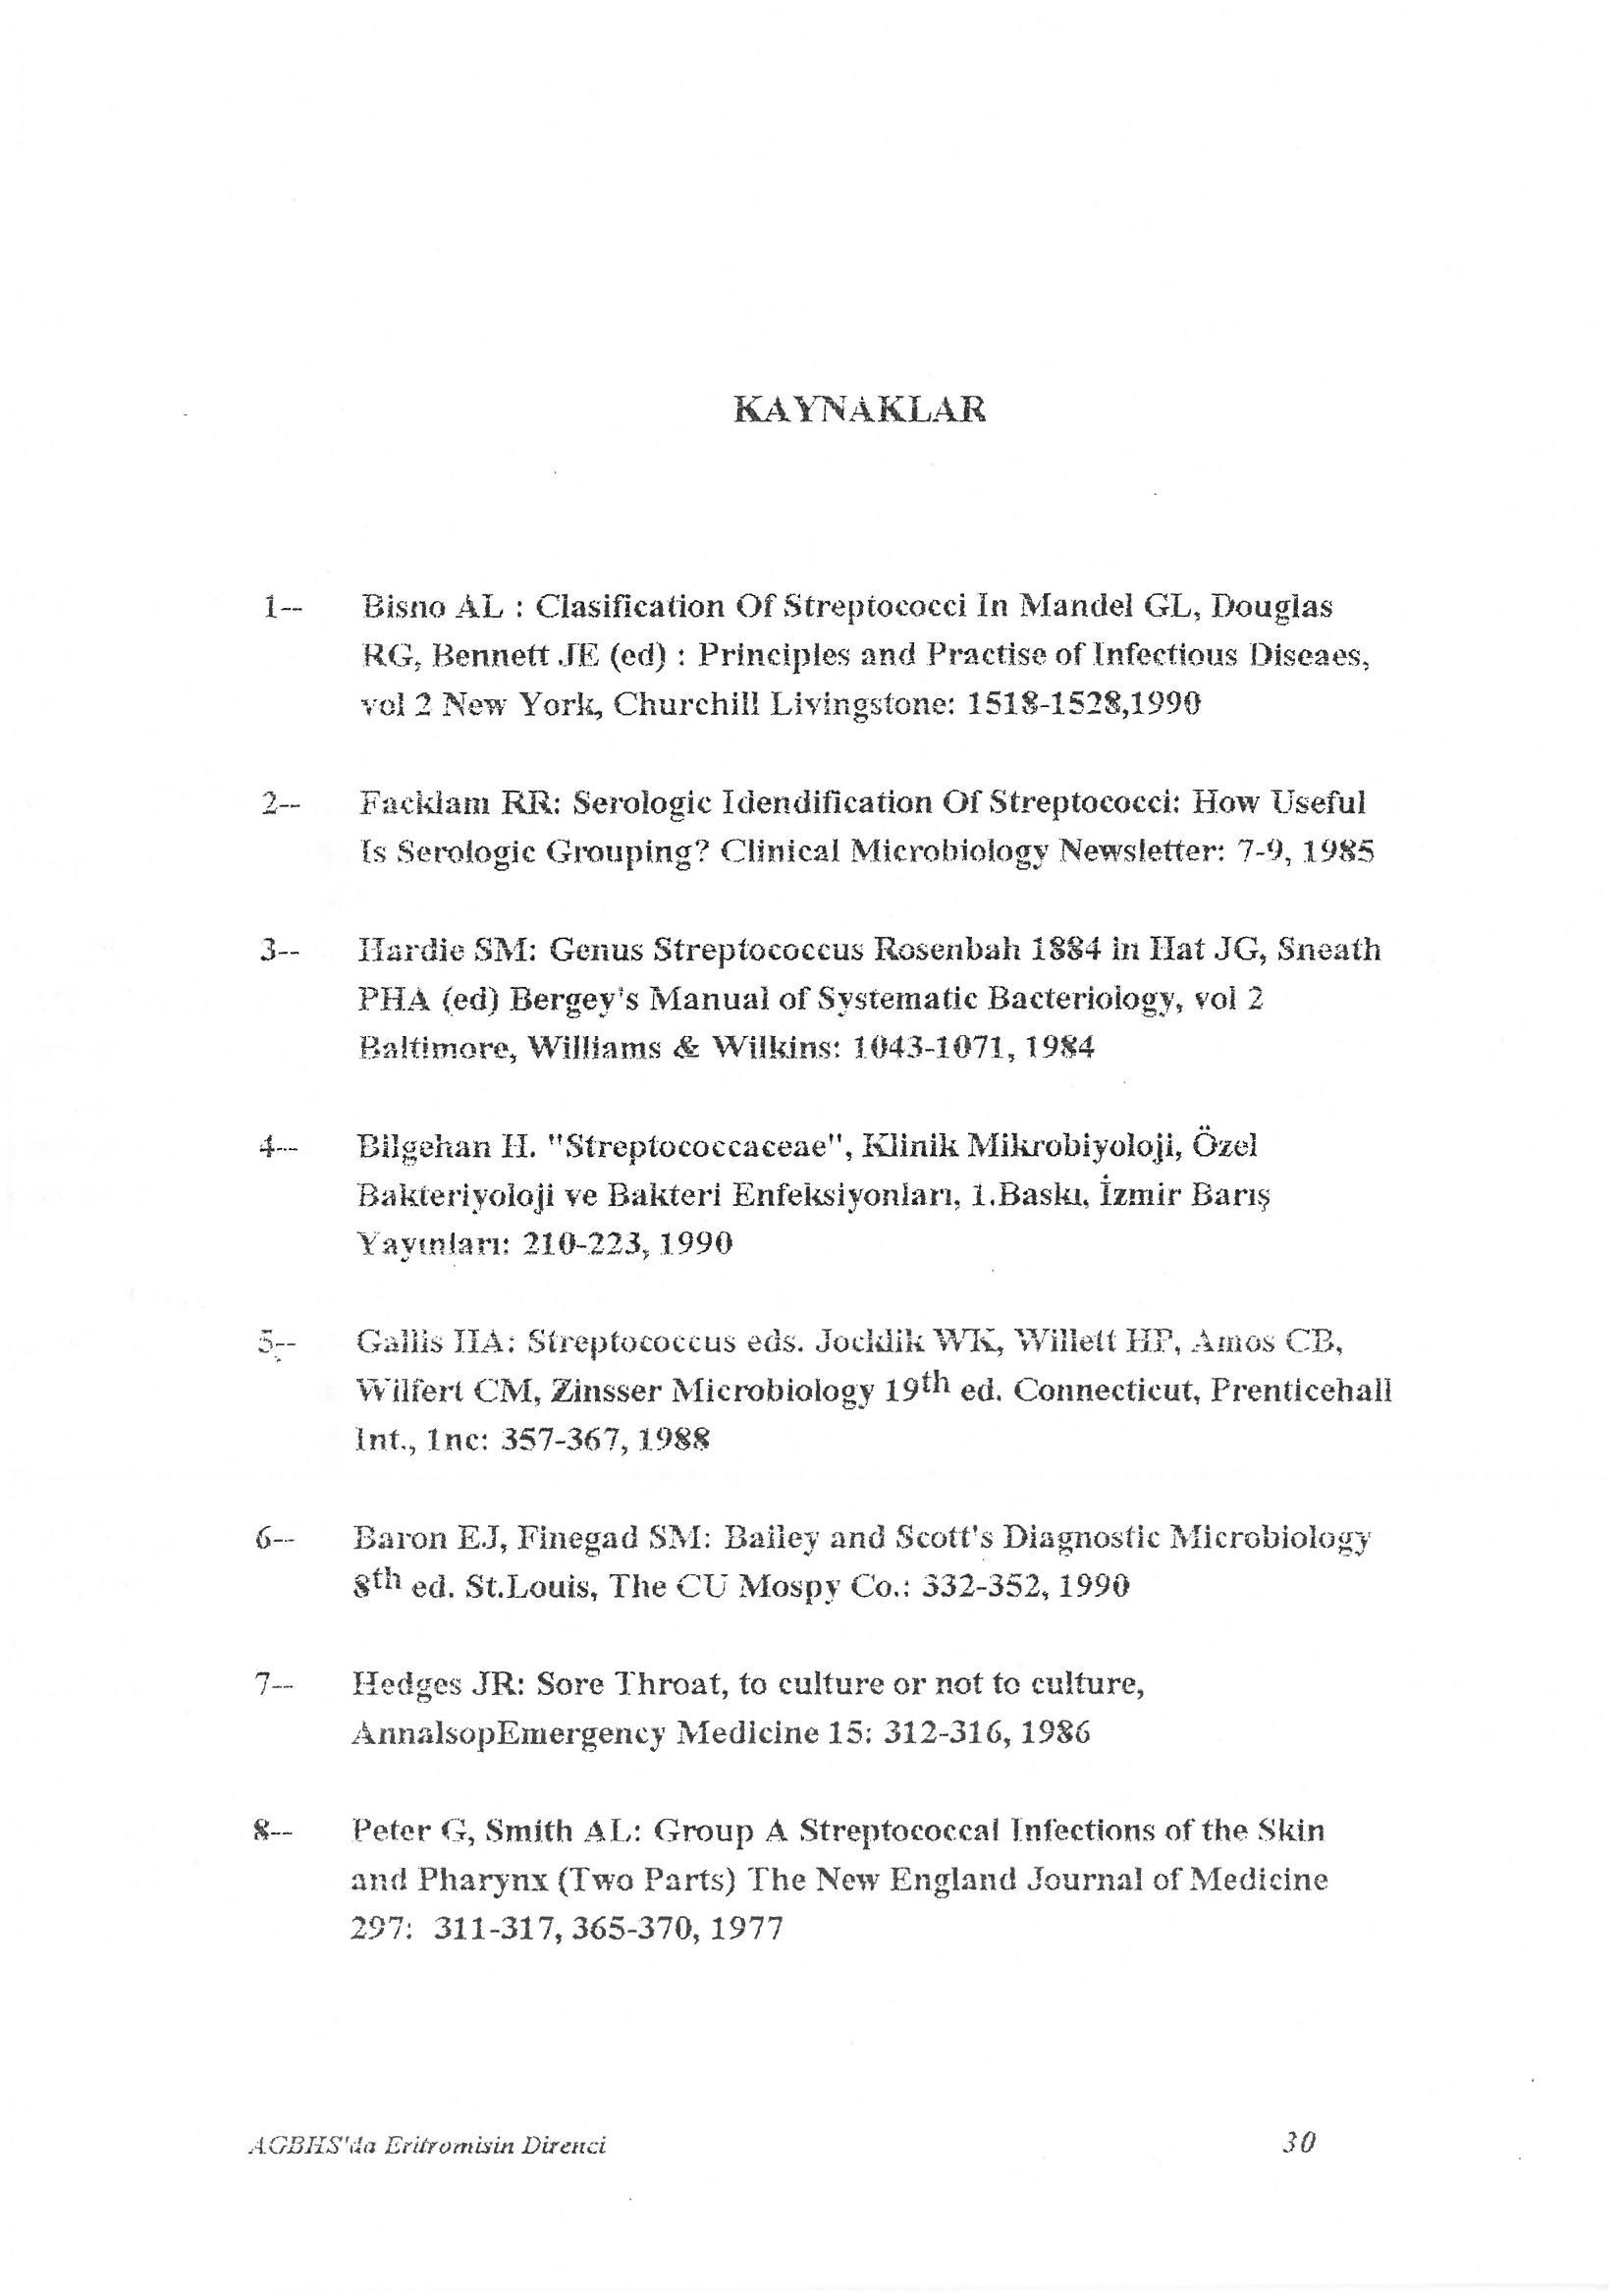 KAYNAKLAR
1-- Bisno AL : Clasification Of Streptococci In Mandel GL, Douglas
RG, Bennett JE (ed) : Principles and Practise of Infectious Diseaes,
vol 2 New York, Churchill Livingstone: 1518-1528,1990
2-- Facklam RR: Serologic Idendification Of Streptococci: How Useful
Is Serologic Grouping? Clinical Microbiology Newsletter: 7-9, 1985
3-- Hardie SM: Genus Streptococcus Rosenbah 1884 in Hat JG, Sneath
PHA (ed) Bergey's Manual of Systematic Bacteriology, vol 2
Baltimore, Williams & Wilkins: 1043-1071, 1984
4-- Bilgehan H. "Streptococcaceae", Klinik Mikrobiyoloji, Özel
Bakteriyoloji ve Bakteri Enfeksiyonları, 1.Baskı, İzmir Barış
Yayınları: 210-223, 1990
5-- Gallis HA: Streptococcus eds. Jocklik WK, Willett HP, Amos CB,
Wilfert CM, Zinsser Microbiology 19th ed. Connecticut, Prenticehall
Int., 1nc: 357-367, 1988
6-- Baron EJ, Finegad SM: Bailey and Scott's Diagnostic Microbiology
8th ed. St.Louis, The CU Mospy Co.: 332-352, 1990
7-- Hedges JR: Sore Throat, to culture or not to culture,
AnnalsopEmergency Medicine 15: 312-316, 1986
8-- Peter G, Smith AL: Group A Streptococcal Infections of the Skin
and Pharynx (Two Parts) The New England Journal of Medicine
297: 311-317, 365-370, 1977
AGBHS'da Eritromisin Direnci 30